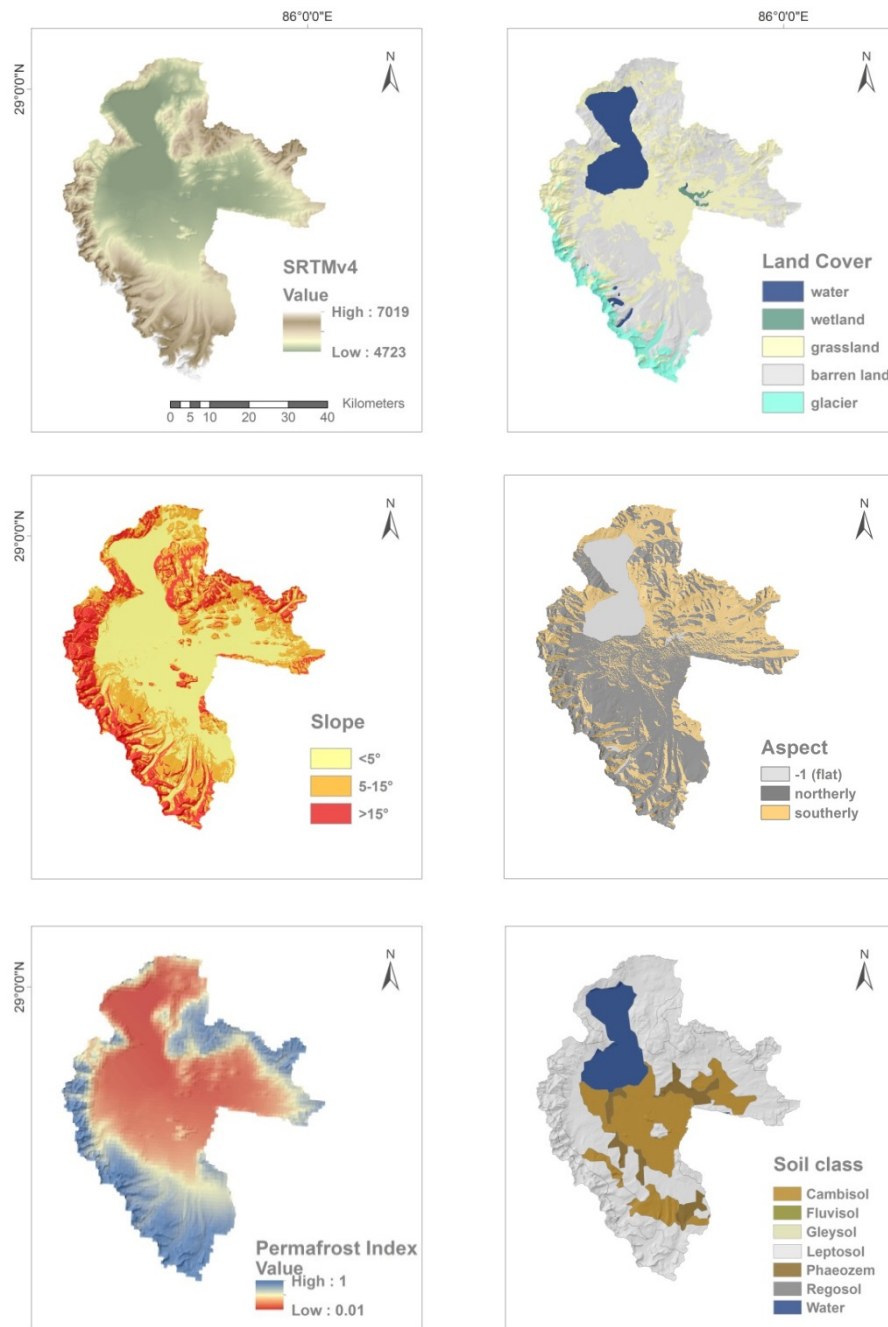 86°0'0"E
86°0'0"E
29°0'0"N
N
SRTMv4
Value
High : 7019
Low : 4723
0 5 10 20 30 40 Kilometers
N
Land Cover
water
wetland
grassland
barren land
glacier
29°0'0"N
N
Slope
<5°
5-15°
>15°
N
Aspect
-1 (flat)
northerly
southerly
29°0'0"N
N
Permafrost Index
Value
High : 1
Low : 0.01
N
Soil class
Cambisol
Fluvisol
Gleysol
Leptosol
Phaeozem
Regosol
Water